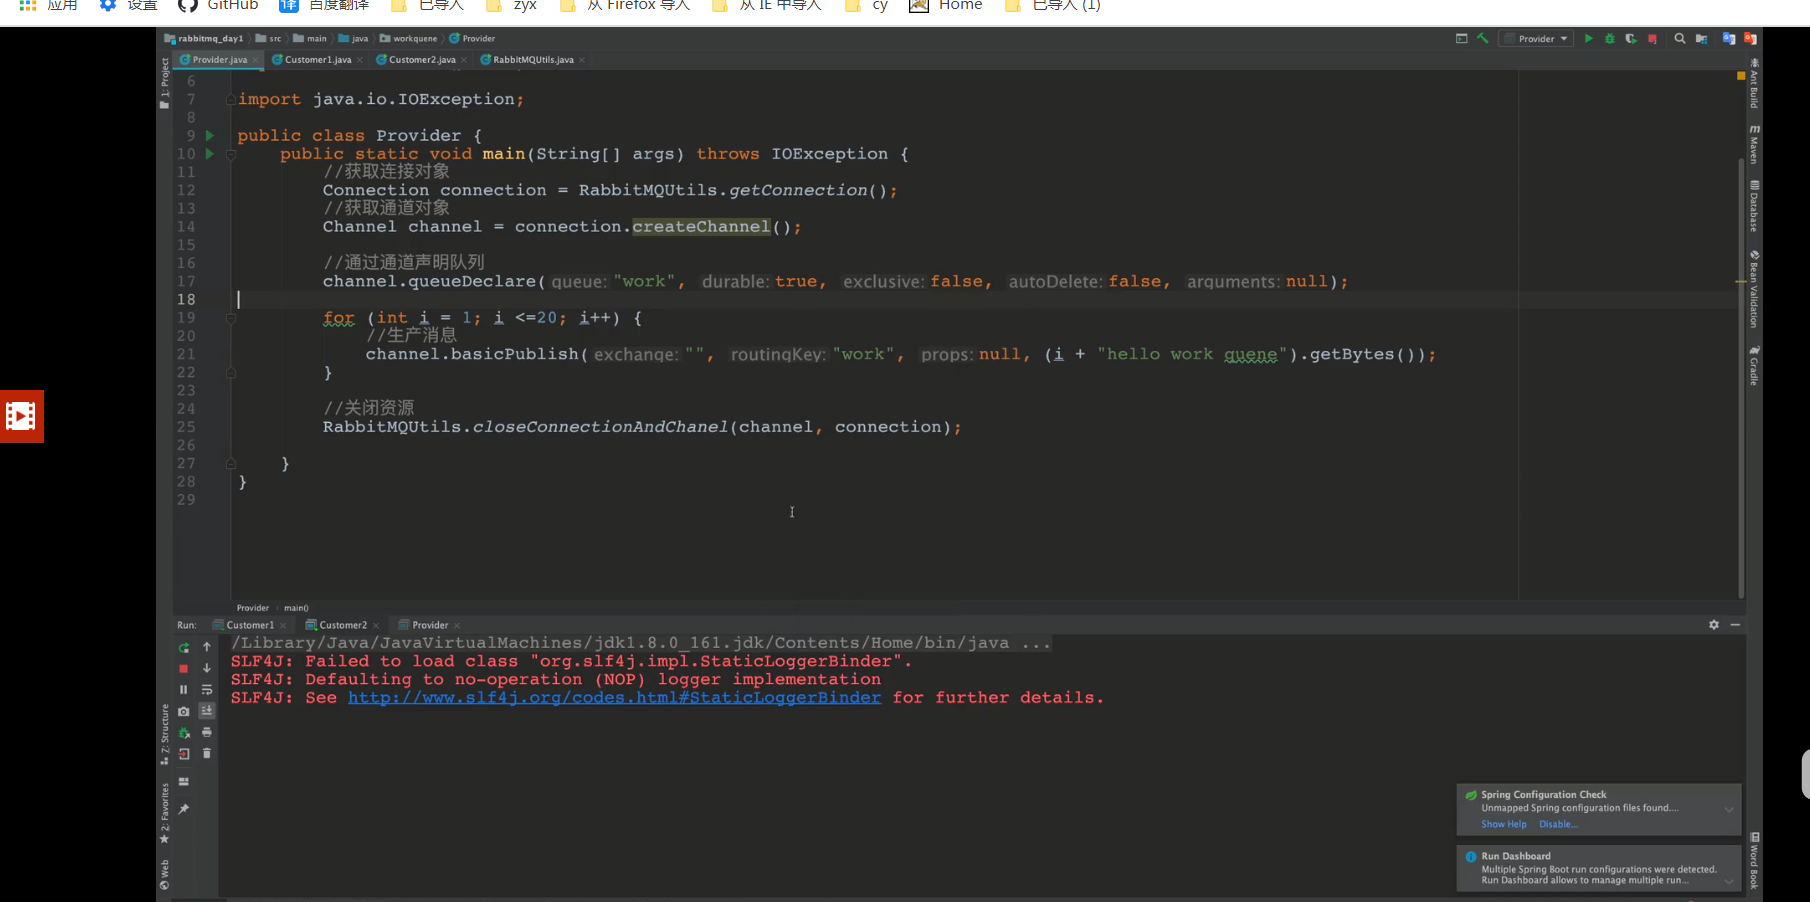 应用 设置 GitHub 百度翻译 已导入 zyx 从 Firefox 导入 从 IE 中导入 cy Home 已导入 (1)
rabbitmq_day1 src main java workquene Provider
Provider
Provider.java Customer1.java Customer2.java RabbitMQUtils.java
1: Project
6
7 import java.io.IOException;
8
9 public class Provider {
10 public static void main(String[] args) throws IOException {
11 //获取连接对象
12 Connection connection = RabbitMQUtils.getConnection();
13 //获取通道对象
14 Channel channel = connection.createChannel();
15
16 //通过通道声明队列
17 channel.queueDeclare( queue: "work", durable: true, exclusive: false, autoDelete: false, arguments: null);
18
19 for (int i = 1; i <=20; i++) {
20 //生产消息
21 channel.basicPublish( exchange: "", routingKey: "work", props: null, (i + "hello work quene").getBytes());
22 }
23
24 //关闭资源
25 RabbitMQUtils.closeConnectionAndChanel(channel, connection);
26
27 }
28 }
29
Ant Build
Maven
Database
Bean Validation
Gradle
Provider main()
Run: Customer1 Customer2 Provider
/Library/Java/JavaVirtualMachines/jdk1.8.0_161.jdk/Contents/Home/bin/java ...
SLF4J: Failed to load class "org.slf4j.impl.StaticLoggerBinder".
SLF4J: Defaulting to no-operation (NOP) logger implementation
SLF4J: See http://www.slf4j.org/codes.html#StaticLoggerBinder for further details.
Z: Structure
2: Favorites
Web
Spring Configuration Check
Unmapped Spring configuration files found....
Show Help Disable...
Run Dashboard
Multiple Spring Boot run configurations were detected.
Run Dashboard allows to manage multiple run...
Word Book